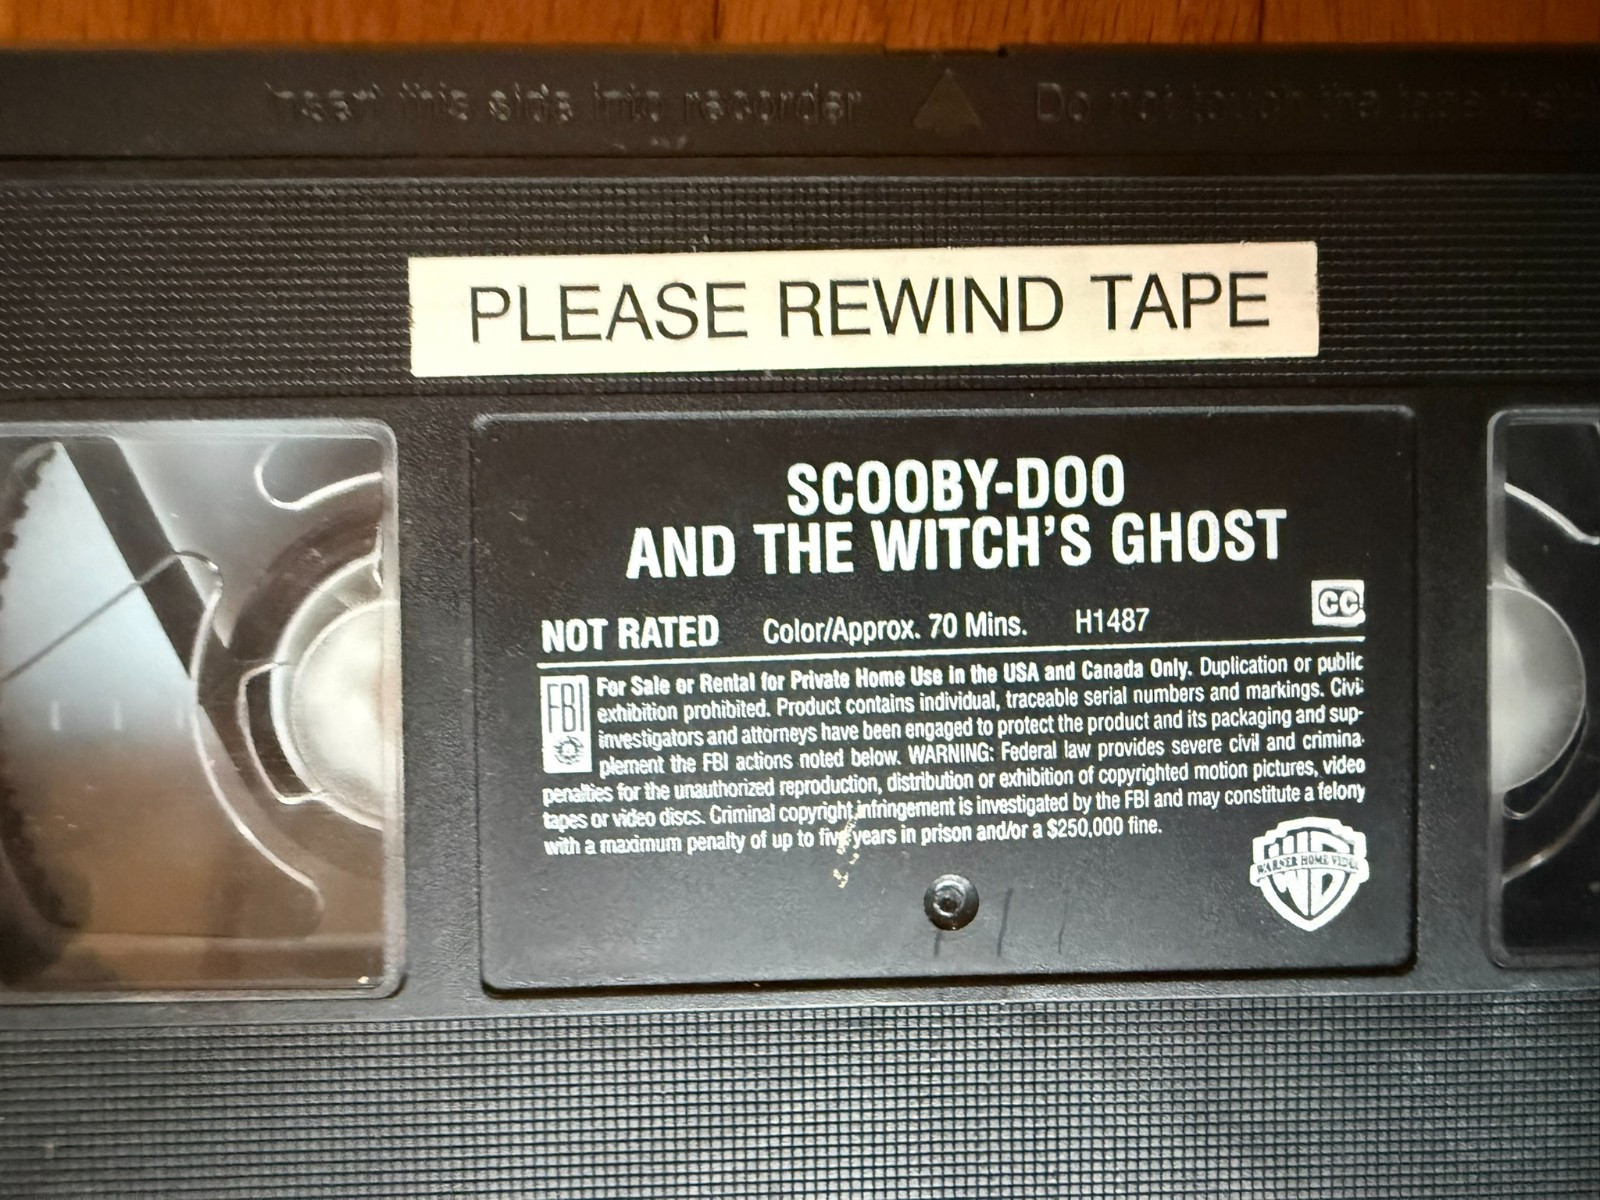 Insert this side into recorder Do not touch the tape
PLEASE REWIND TAPE
SCOOBY-DOO
AND THE WITCH'S GHOST
CC
NOT RATED Color/Approx. 70 Mins. H1487
FBI For Sale or Rental for Private Home Use in the USA and Canada Only. Duplication or public
exhibition prohibited. Product contains individual, traceable serial numbers and markings. Civil
investigators and attorneys have been engaged to protect the product and its packaging and sup-
plement the FBI actions noted below. WARNING: Federal law provides severe civil and criminal
penalties for the unauthorized reproduction, distribution or exhibition of copyrighted motion pictures, video
tapes or video discs. Criminal copyright infringement is investigated by the FBI and may constitute a felony
with a maximum penalty of up to five years in prison and/or a $250,000 fine.
WB
WARNER HOME VIDEO